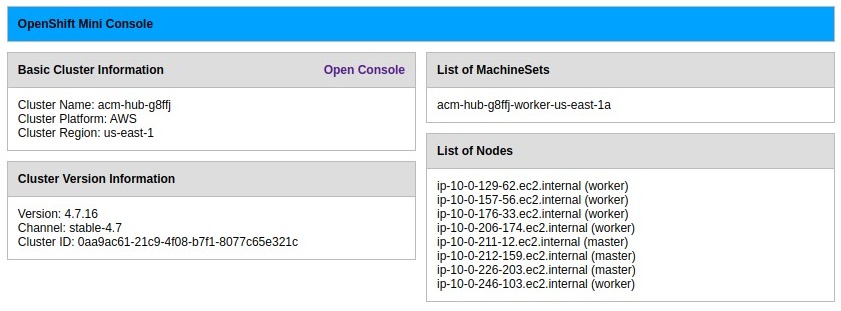 OpenShift Mini Console
Basic Cluster Information Open Console
Cluster Name: acm-hub-g8ffj
Cluster Platform: AWS
Cluster Region: us-east-1
Cluster Version Information
Version: 4.7.16
Channel: stable-4.7
Cluster ID: 0aa9ac61-21c9-4f08-b7f1-8077c65e321c
List of MachineSets
acm-hub-g8ffj-worker-us-east-1a
List of Nodes
ip-10-0-129-62.ec2.internal (worker)
ip-10-0-157-56.ec2.internal (worker)
ip-10-0-176-33.ec2.internal (worker)
ip-10-0-206-174.ec2.internal (worker)
ip-10-0-211-12.ec2.internal (master)
ip-10-0-212-159.ec2.internal (master)
ip-10-0-226-203.ec2.internal (master)
ip-10-0-246-103.ec2.internal (worker)